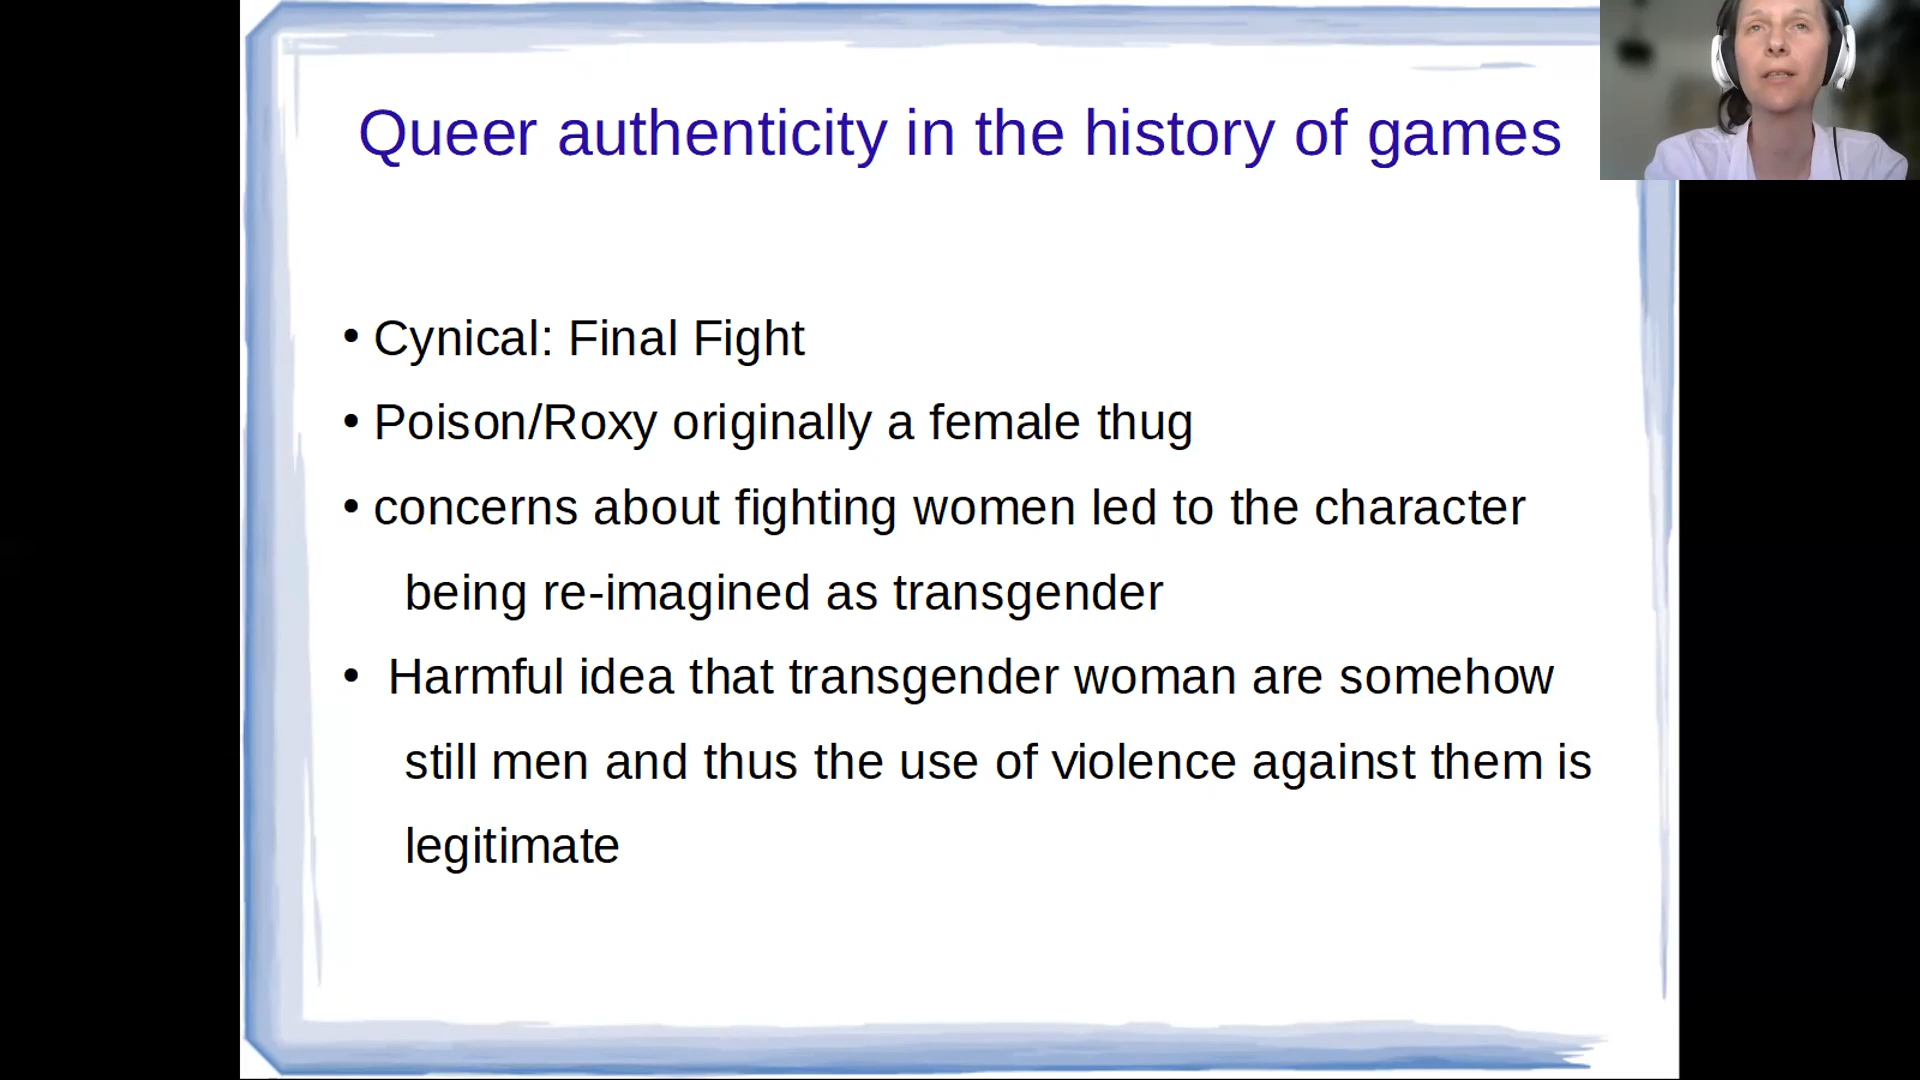 Queer authenticity in the history of games
• Cynical: Final Fight
• Poison/Roxy originally a female thug
• concerns about fighting women led to the character
being re-imagined as transgender
• Harmful idea that transgender woman are somehow
still men and thus the use of violence against them is
legitimate